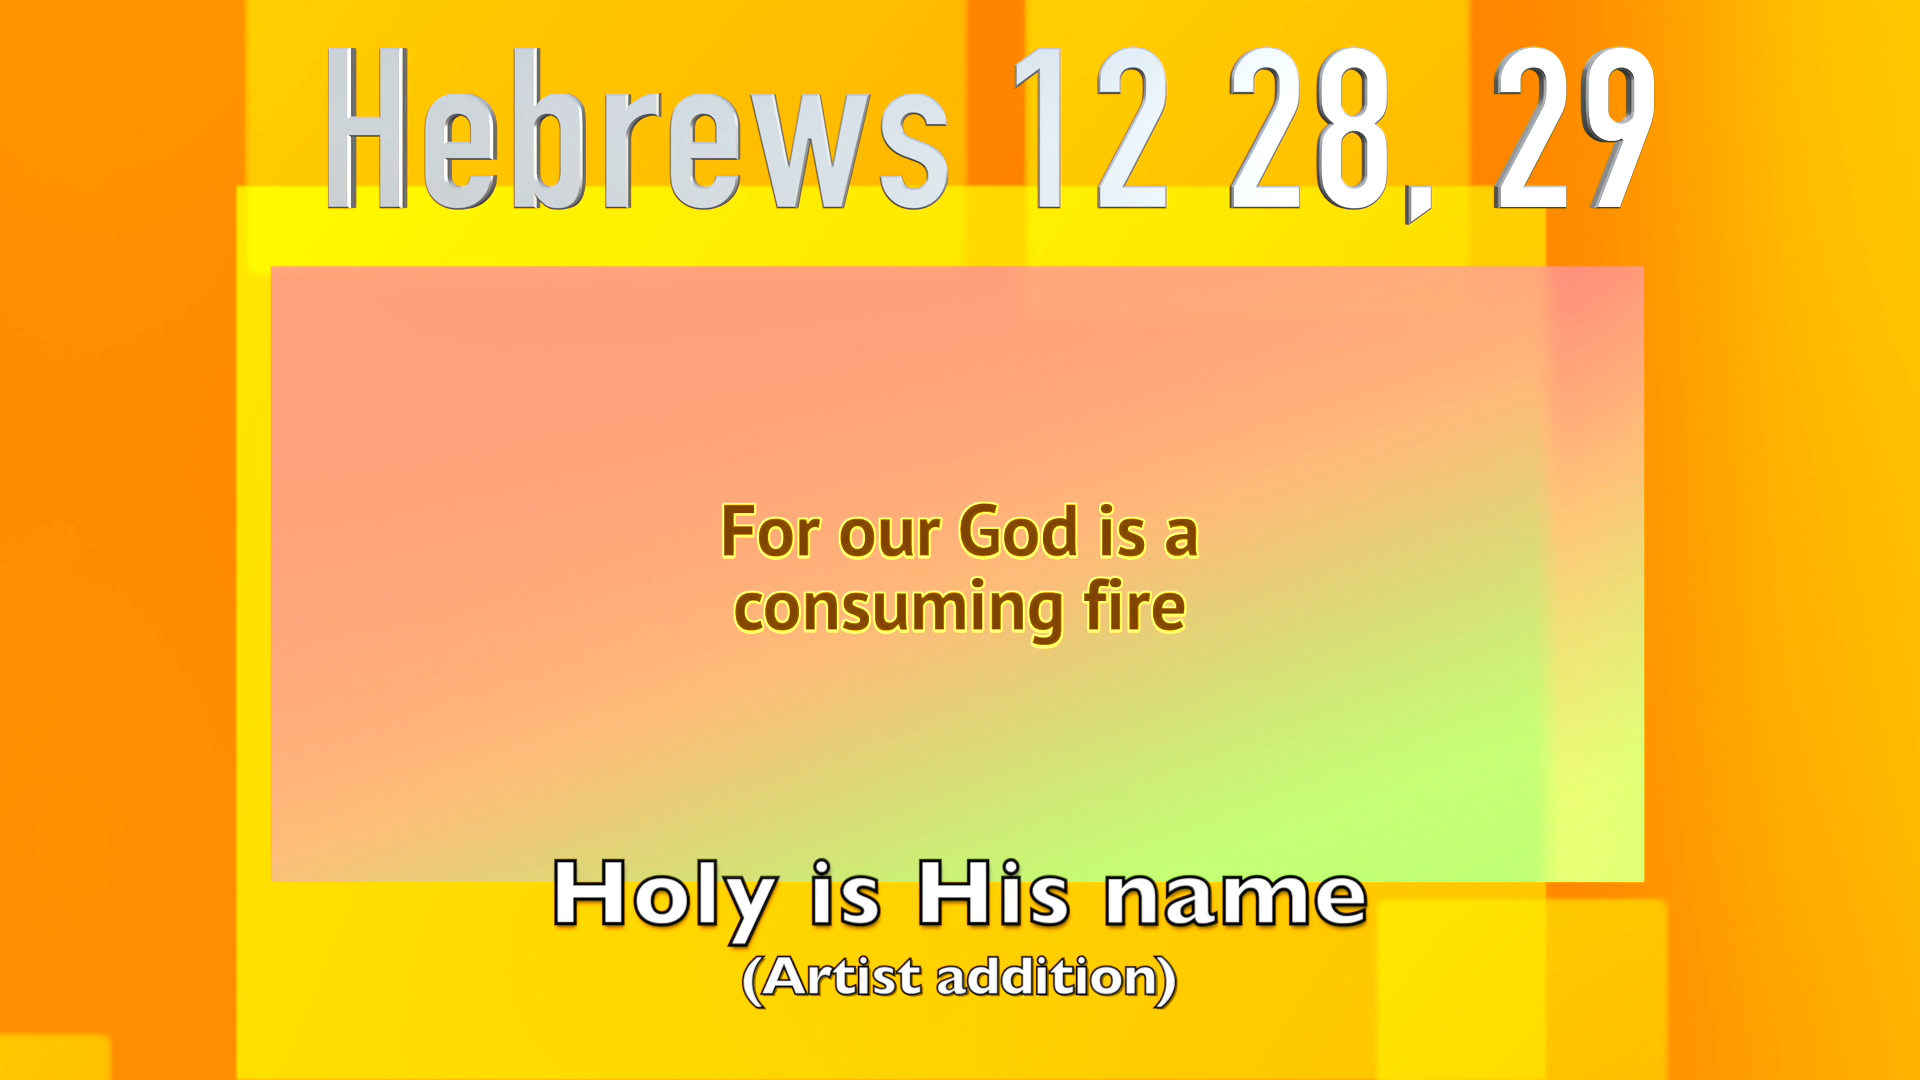 Hebrews 12 28, 29
For our God is a
consuming fire
Holy is His name
(Artist addition)